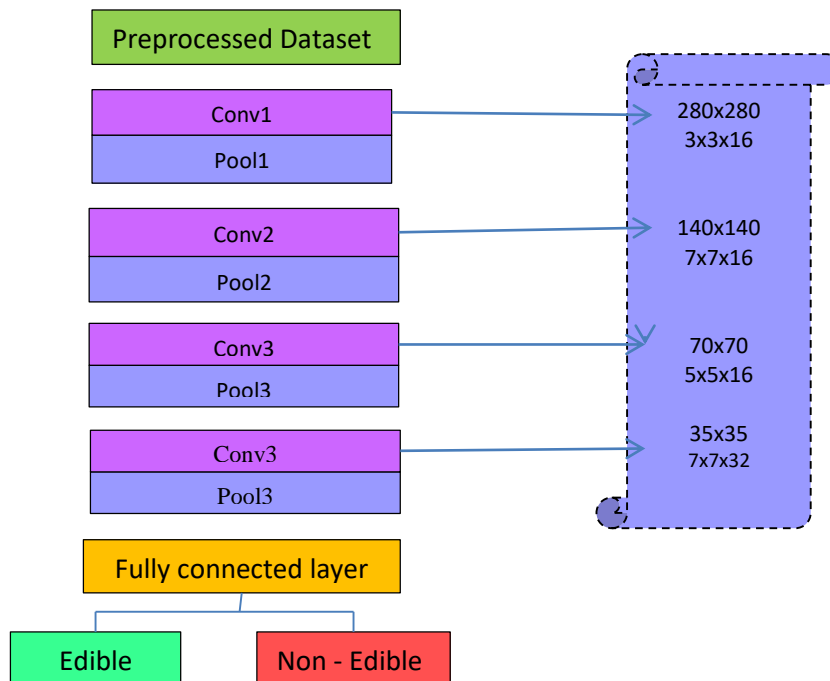 Preprocessed Dataset
Conv1
Pool1
280x280
3x3x16
Conv2
Pool2
140x140
7x7x16
Conv3
Pool3
70x70
5x5x16
Conv3
Pool3
35x35
7x7x32
Fully connected layer
Edible
Non - Edible